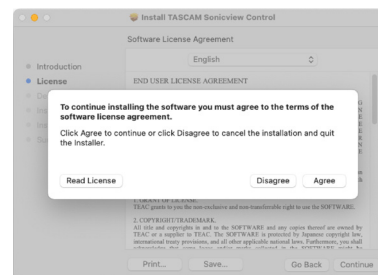 Install TASCAM Sonicview Control
Software License Agreement
English
Introduction
License
END USER LICENSE AGREEMENT
To continue installing the software you must agree to the terms of the
software license agreement.
Click Agree to continue or click Disagree to cancel the installation and quit
the Installer.
Read License
Disagree
Agree
1. GRANT OF LICENSE.
TEAC grants to you the non-exclusive and non-transferable right to use the SOFTWARE.
2. COPYRIGHT/TRADEMARK.
All title and copyrights in and to the SOFTWARE and any copies thereof are owned by
TEAC or a supplier to TEAC. The SOFTWARE is protected by Japanese copyright law,
international treaty provisions, and all other applicable national laws. Furthermore, you shall
Print...
Save...
Go Back
Continue